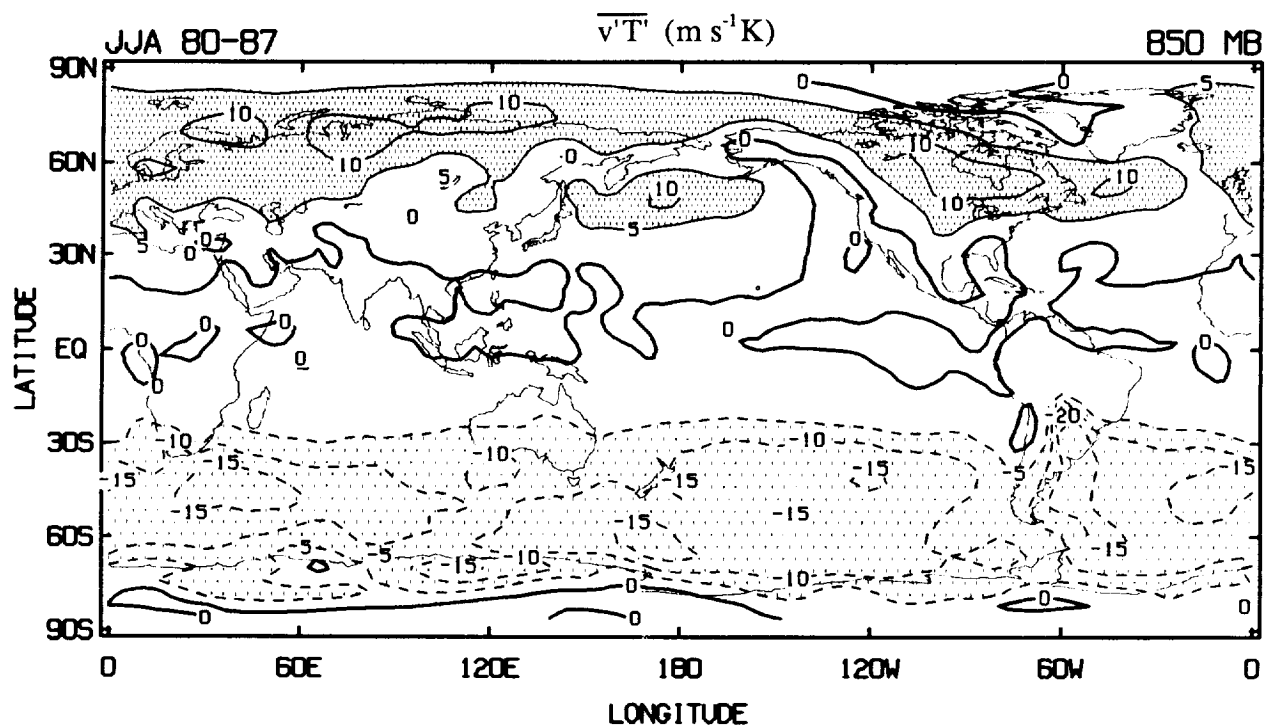 JJA 80-87 v'T' (m s⁻¹K) 850 MB
90N
0 0 5
10 10
10 10
60N 0 0
5 10 10
10
0 5
5 0 0
0
30N
0 0
0 0
EQ 0
0
LATITUDE
-20
-10 -10 -10
30S
-15 -5 -15
-15 -15 -15
-15 -15 -15
60S
-5 -5 -10 -15
-15 -10
0 0 0
0 0
90S
0 60E 120E 180 120W 60W 0
LONGITUDE